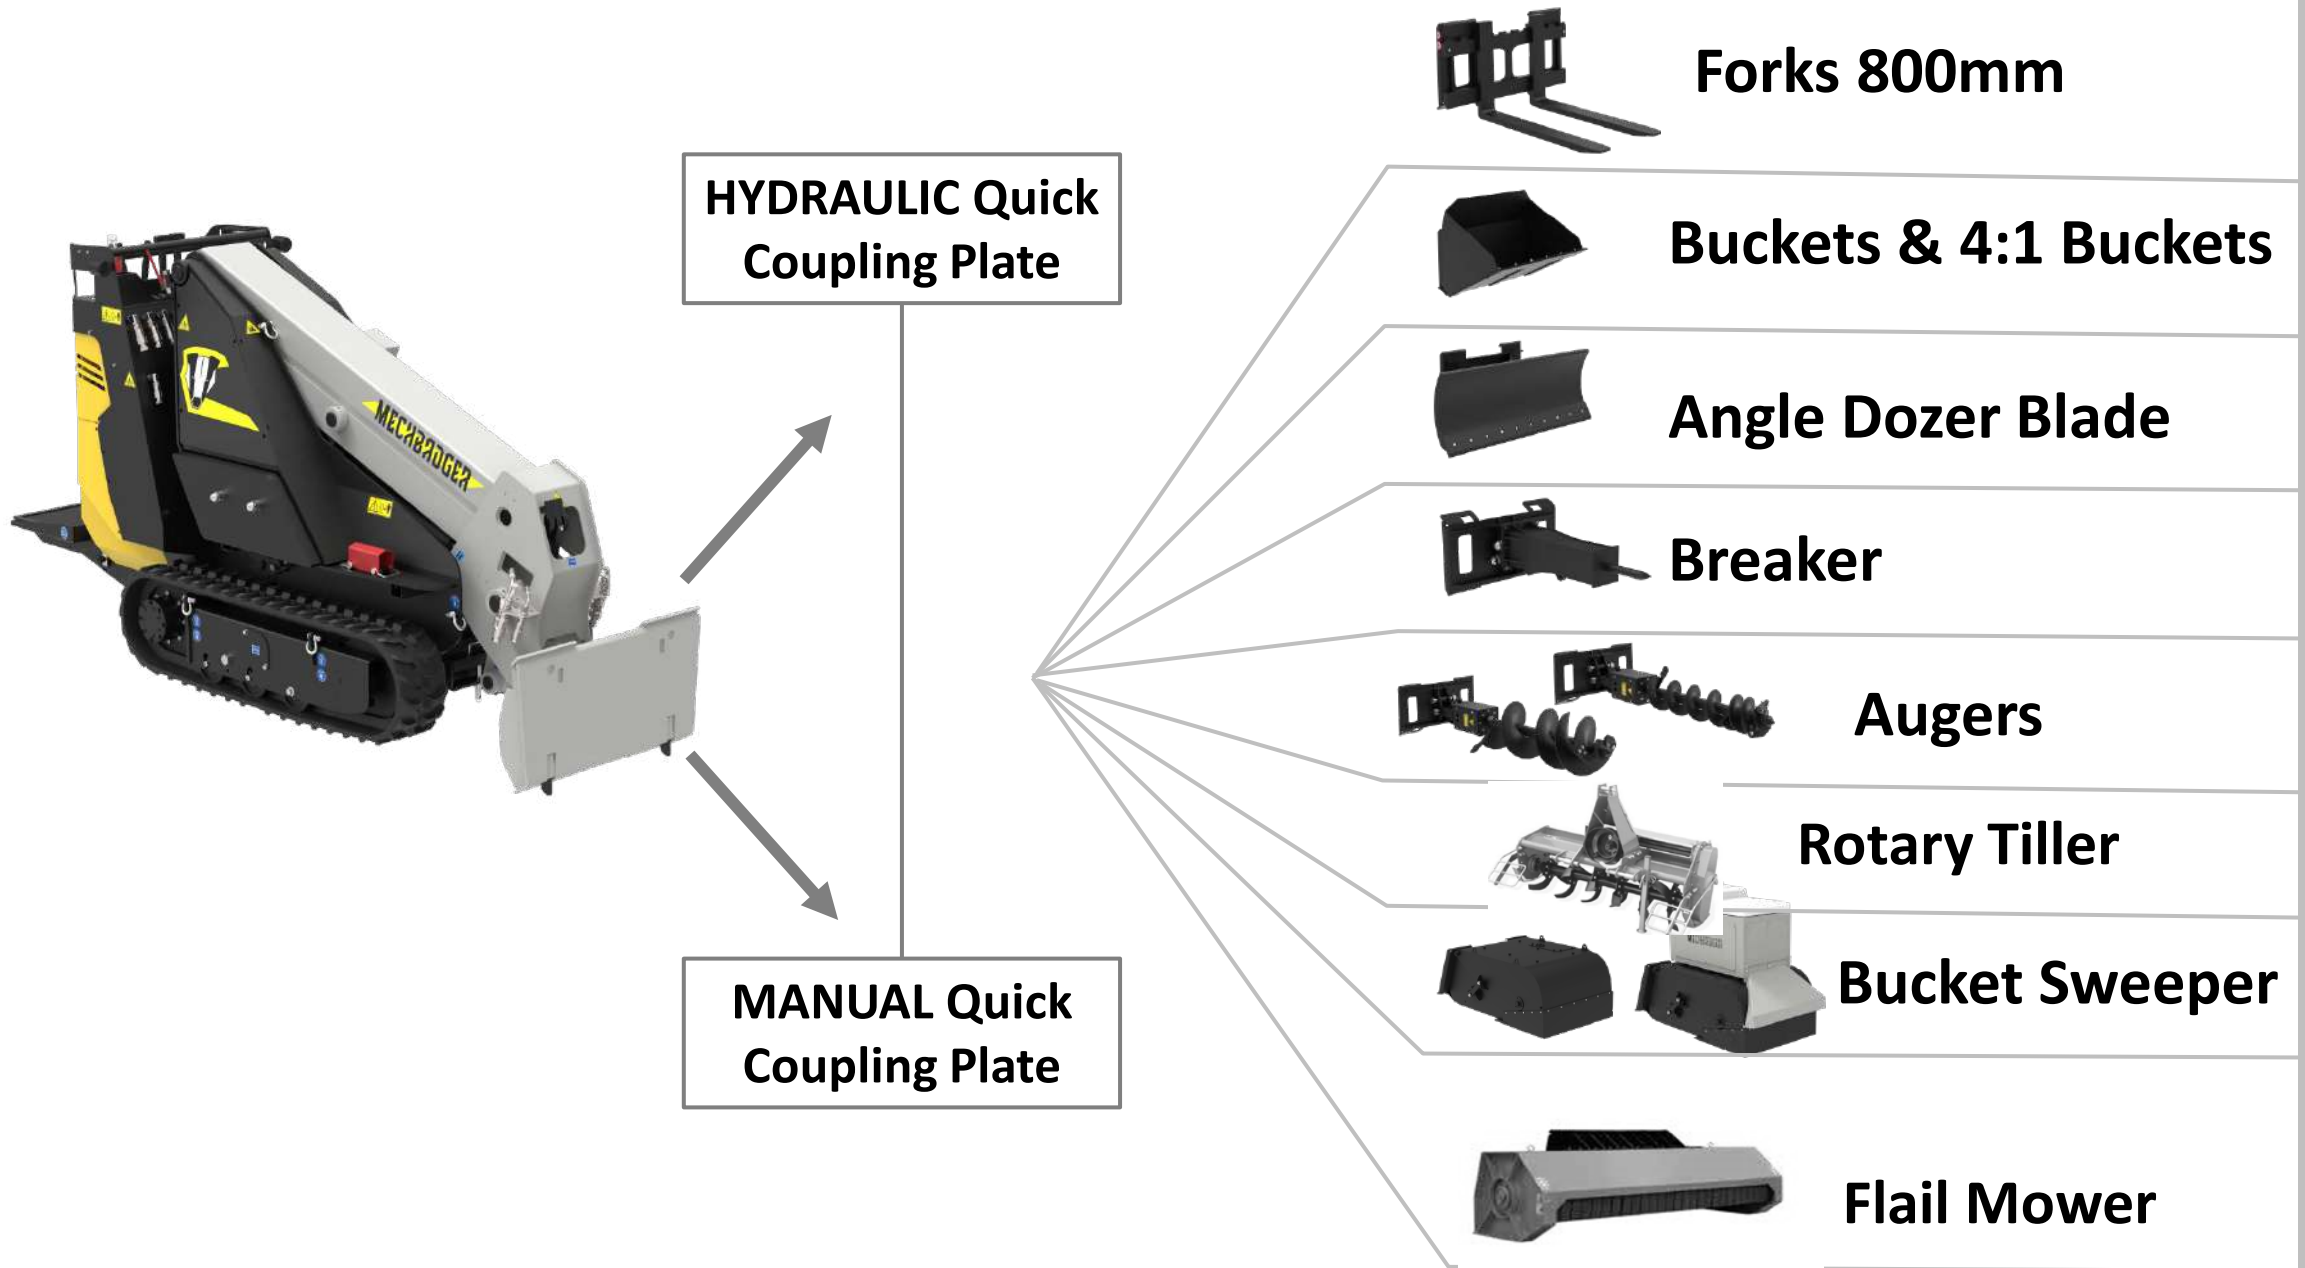 Forks 800mm
HYDRAULIC Quick
Coupling Plate
Buckets & 4:1 Buckets
Angle Dozer Blade
MECHBROGER
Breaker
Augers
Rotary Tiller
MANUAL Quick
Coupling Plate
Bucket Sweeper
Flail Mower